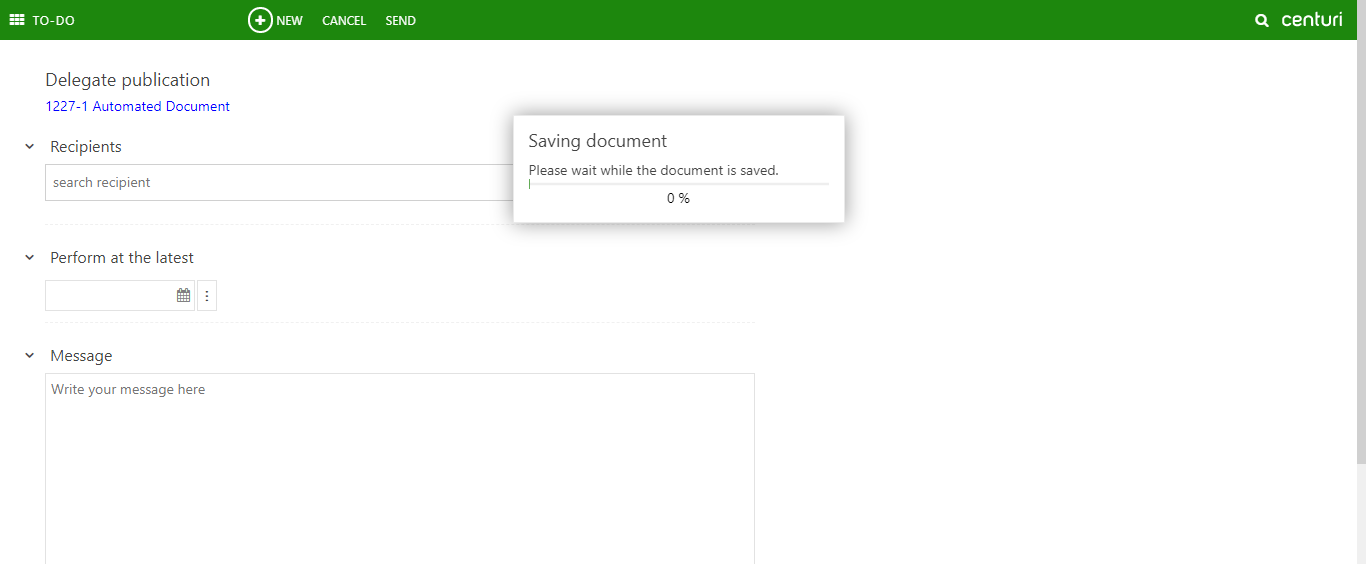 TO-DO
NEW CANCEL SEND
centuri
Delegate publication
1227-1 Automated Document
Recipients
search recipient
Saving document
Please wait while the document is saved.
0 %
Perform at the latest
Message
Write your message here